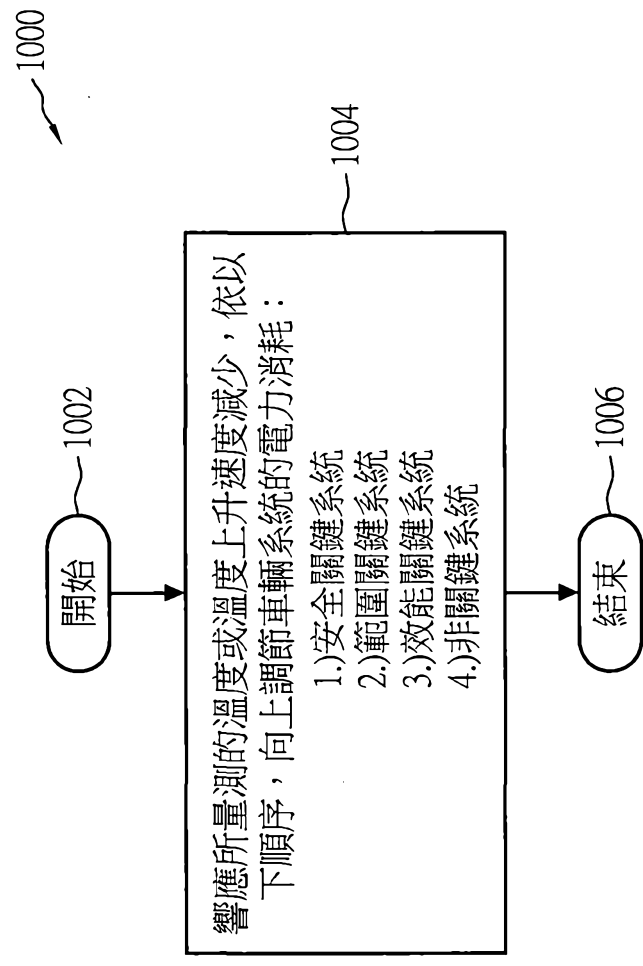 1000
開始
1002
響應所量測的溫度或溫度上升速度減少，依以
下順序，向上調節車輛系統的電力消耗：
1.)安全關鍵系統
2.)範圍關鍵系統
3.)效能關鍵系統
4.)非關鍵系統
1004
結束
1006